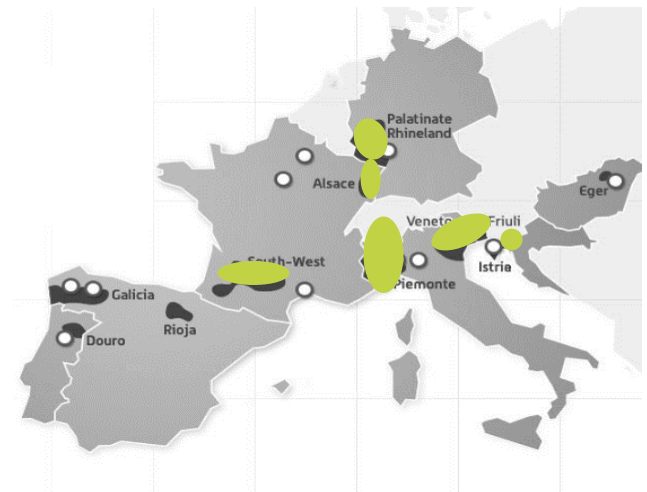 Palatinate
Rhineland
Alsace
Eger
Veneto Friuli
South-West
Istria
Piemonte
Galicia
Rioja
Douro